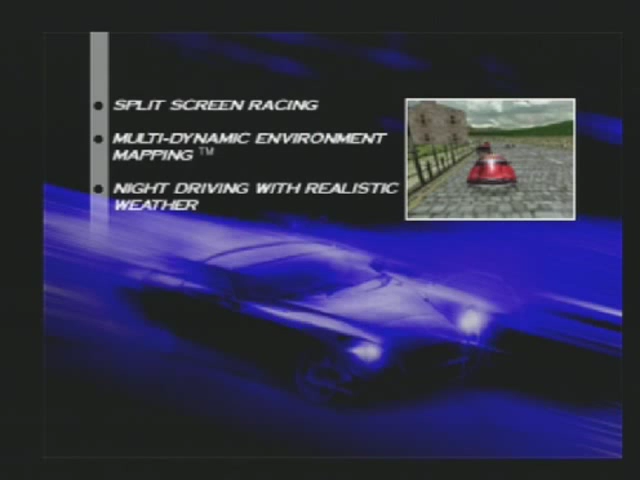 SPLIT SCREEN RACING
MULTI-DYNAMIC ENVIRONMENT
MAPPING ™
NIGHT DRIVING WITH REALISTIC
WEATHER